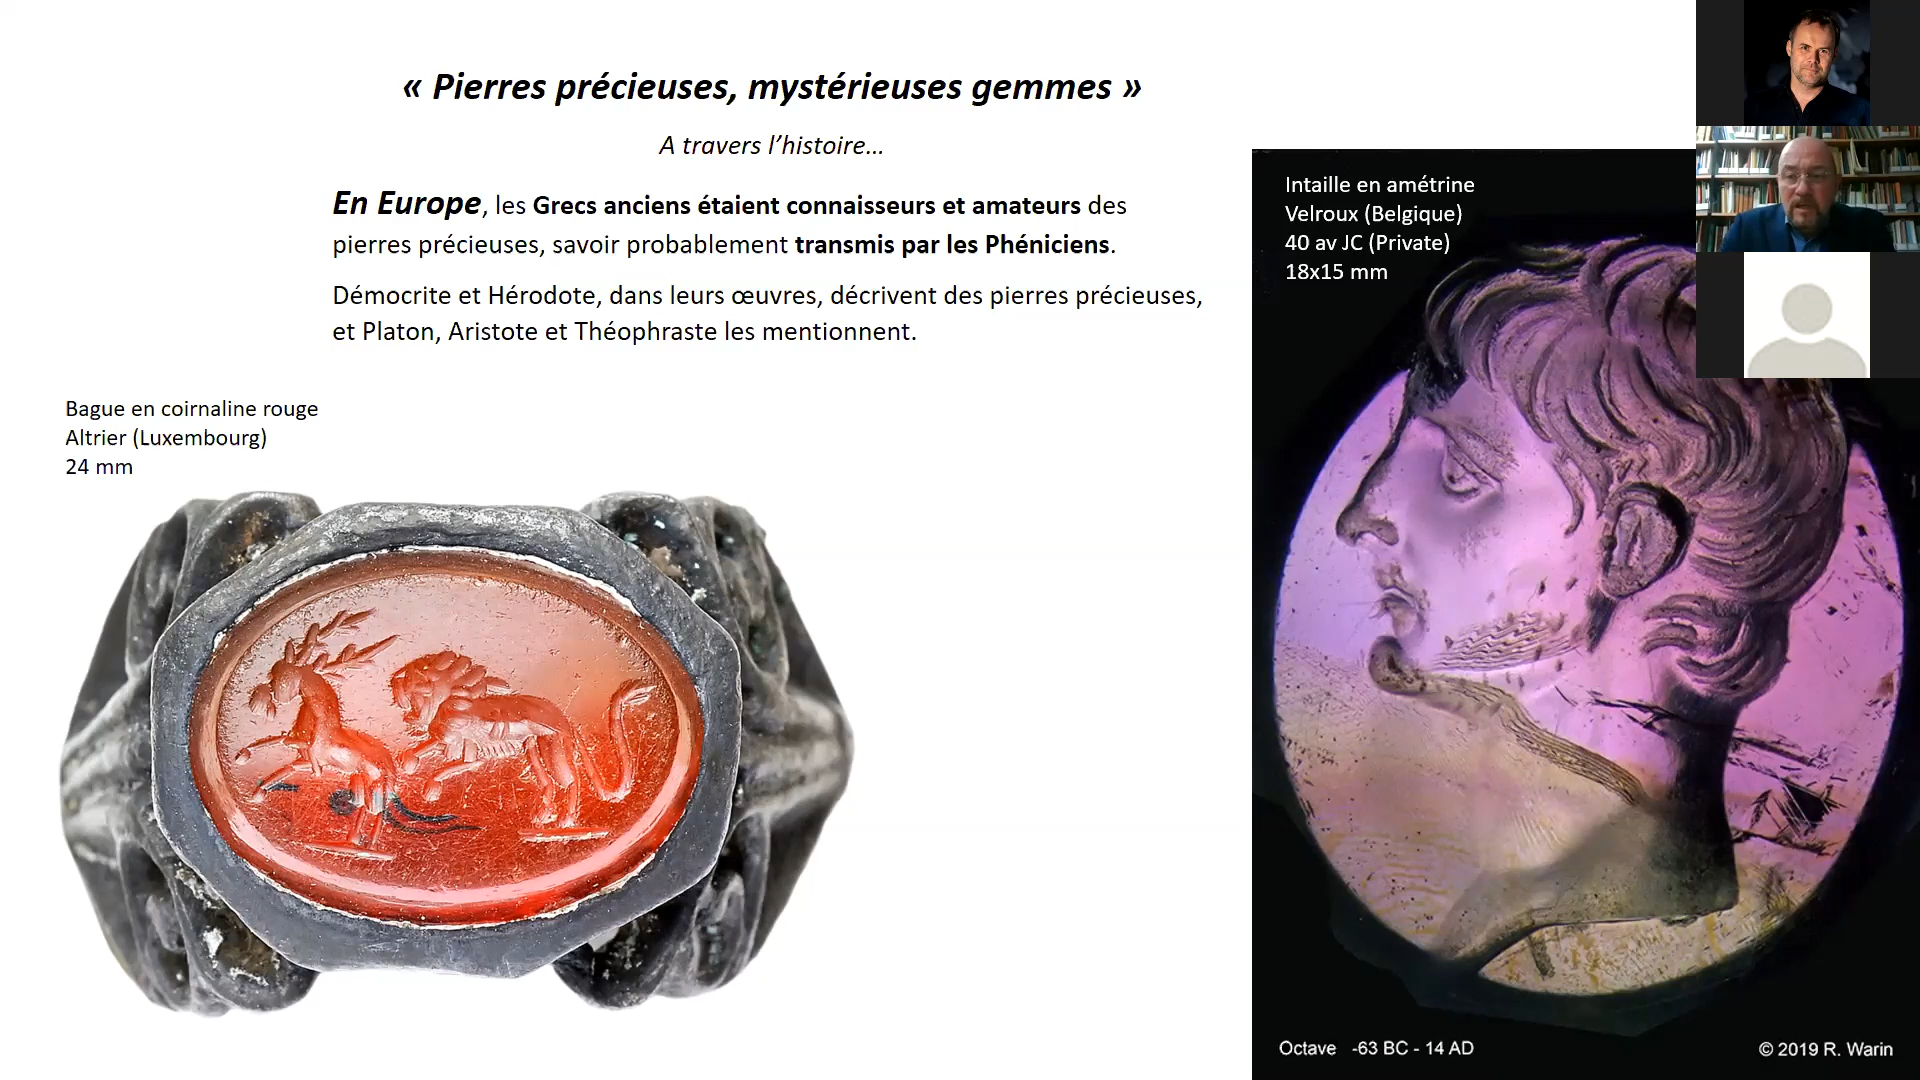 « Pierres précieuses, mystérieuses gemmes »
A travers l’histoire…
En Europe, les Grecs anciens étaient connaisseurs et amateurs des
pierres précieuses, savoir probablement transmis par les Phéniciens.
Démocrite et Hérodote, dans leurs œuvres, décrivent des pierres précieuses,
et Platon, Aristote et Théophraste les mentionnent.
Bague en coirnaline rouge
Altrier (Luxembourg)
24 mm
Intaille en amétrine
Velroux (Belgique)
40 av JC (Private)
18x15 mm
Octave -63 BC - 14 AD
© 2019 R. Warin